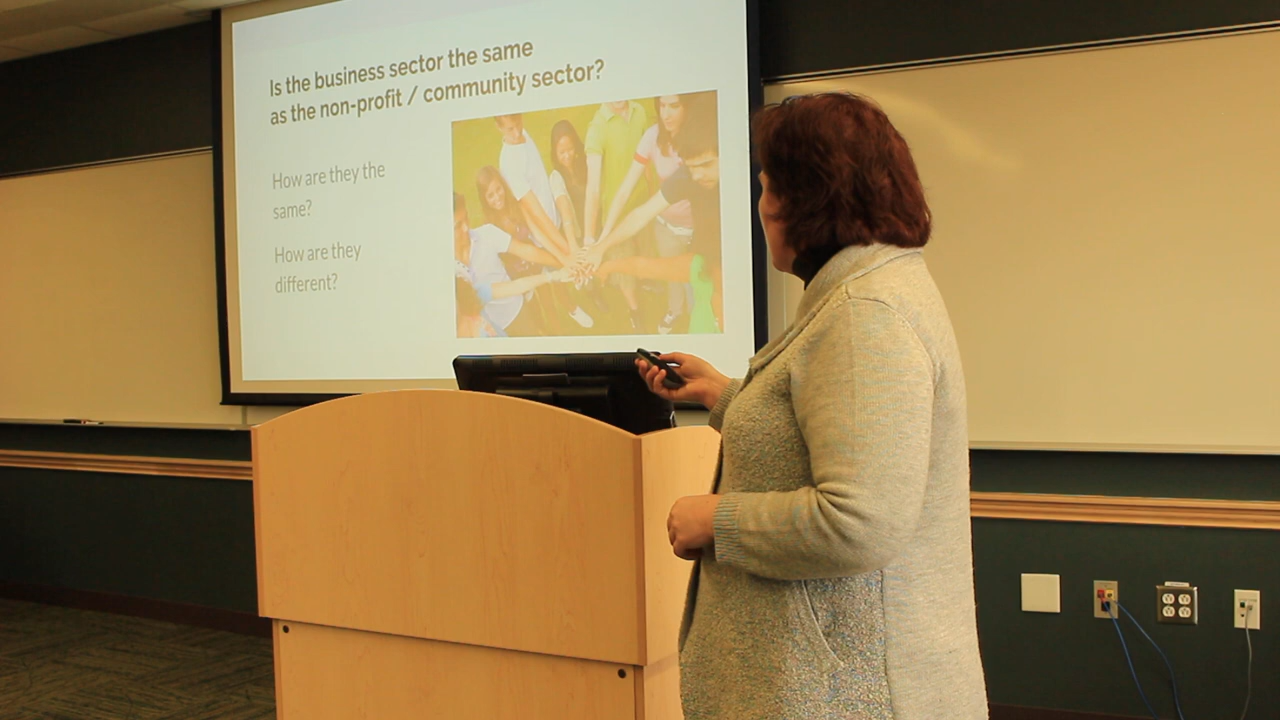 Is the business sector the same
as the non-profit / community sector?
How are they the
same?
How are they
different?